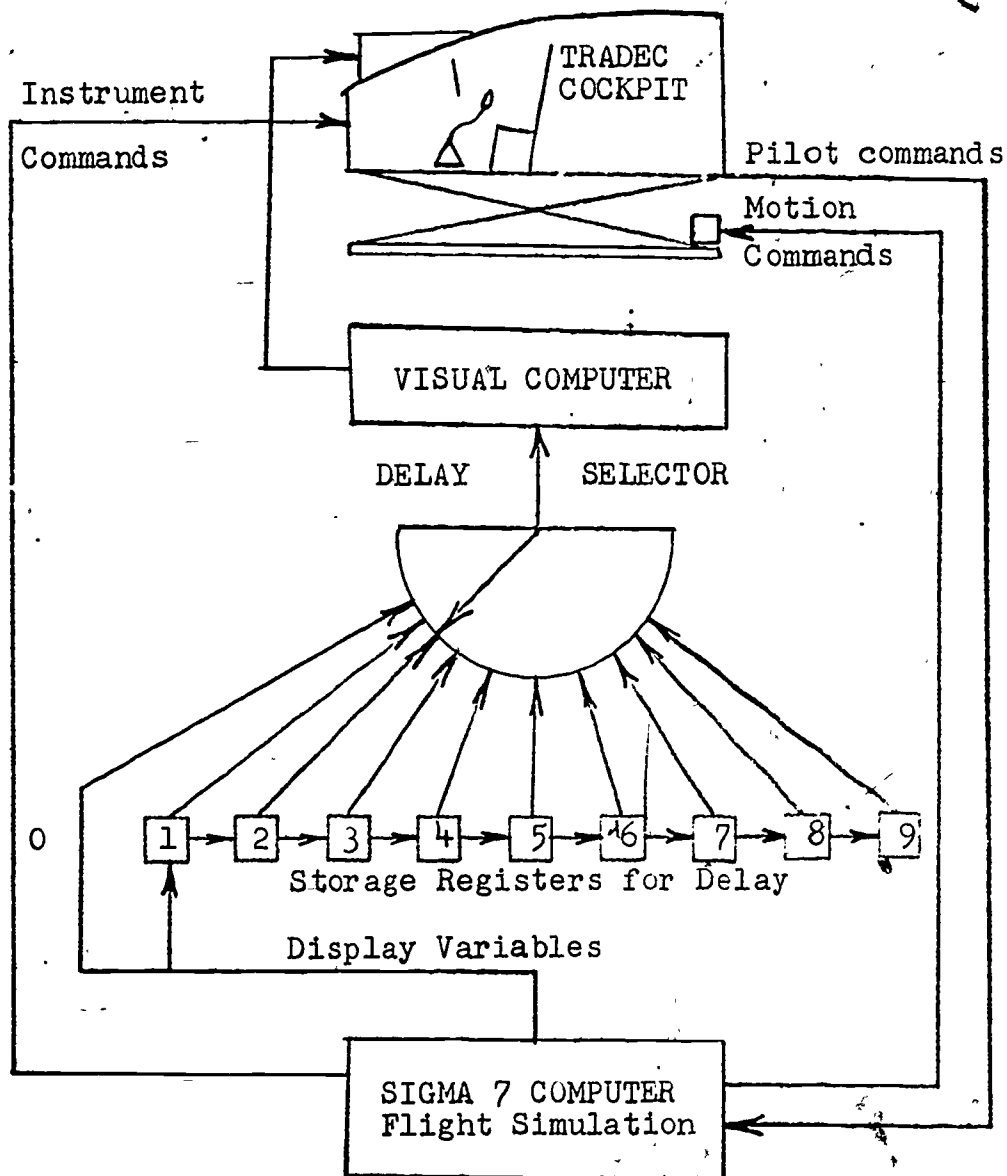 TRADEC
COCKPIT
Instrument
Commands
Pilot commands
Motion
Commands
VISUAL COMPUTER
DELAY SELECTOR
0 1 2 3 4 5 6 7 8 9
Storage Registers for Delay
Display Variables
SIGMA 7 COMPUTER
Flight Simulation